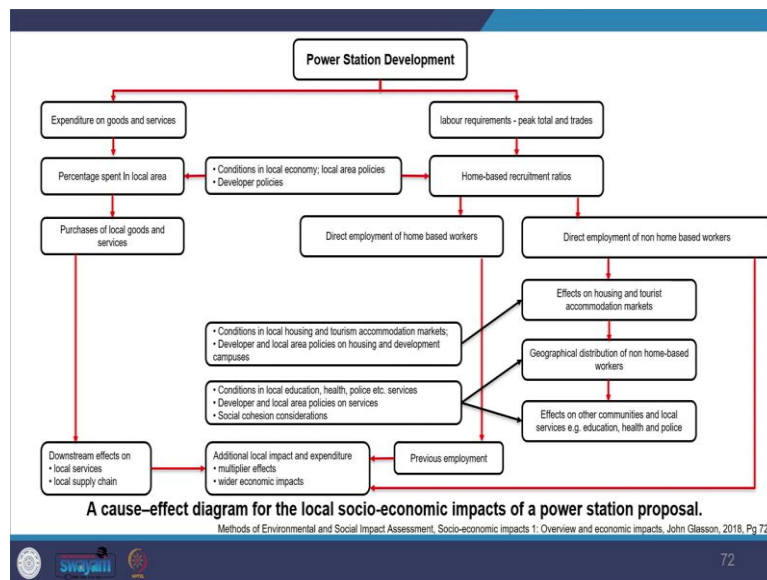 Power Station Development
Expenditure on goods and services
labour requirements - peak total and trades
Percentage spent In local area
• Conditions in local economy; local area policies
• Developer policies
Home-based recruitment ratios
Purchases of local goods and
services
Direct employment of home based workers
Direct employment of non home based workers
Effects on housing and tourist
accommodation markets
• Conditions in local housing and tourism accommodation markets;
• Developer and local area policies on housing and development
campuses
Geographical distribution of non home-based
workers
• Conditions in local education, health, police etc. services
• Developer and local area policies on services
• Social cohesion considerations
Effects on other communities and local
services e.g. education, health and police
Downstream effects on
• local services
• local supply chain
Additional local impact and expenditure
• multiplier effects
• wider economic impacts
Previous employment
A cause–effect diagram for the local socio-economic impacts of a power station proposal.
Methods of Environmental and Social Impact Assessment, Socio-economic impacts 1: Overview and economic impacts, John Glasson, 2018, Pg 72
swayam
72